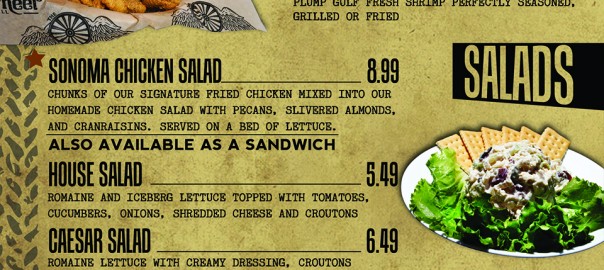 PLUMP GULF FRESH SHRIMP PERFECTLY SEASONED,
GRILLED OR FRIED
SALADS
SONOMA CHICKEN SALAD 8.99
CHUNKS OF OUR SIGNATURE FRIED CHICKEN MIXED INTO OUR
HOMEMADE CHICKEN SALAD WITH PECANS, SLIVERED ALMONDS,
AND CRANRAISINS. SERVED ON A BED OF LETTUCE.
ALSO AVAILABLE AS A SANDWICH
HOUSE SALAD 5.49
ROMAINE AND ICEBERG LETTUCE TOPPED WITH TOMATOES,
CUCUMBERS, ONIONS, SHREDDED CHEESE AND CROUTONS
CAESAR SALAD 6.49
ROMAINE LETTUCE WITH CREAMY DRESSING, CROUTONS